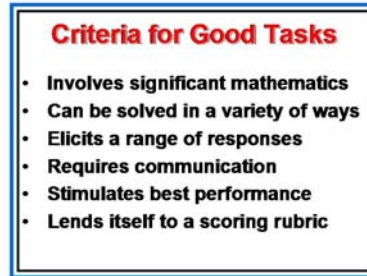 Criteria for Good Tasks
• Involves significant mathematics
• Can be solved in a variety of ways
• Elicits a range of responses
• Requires communication
• Stimulates best performance
• Lends itself to a scoring rubric